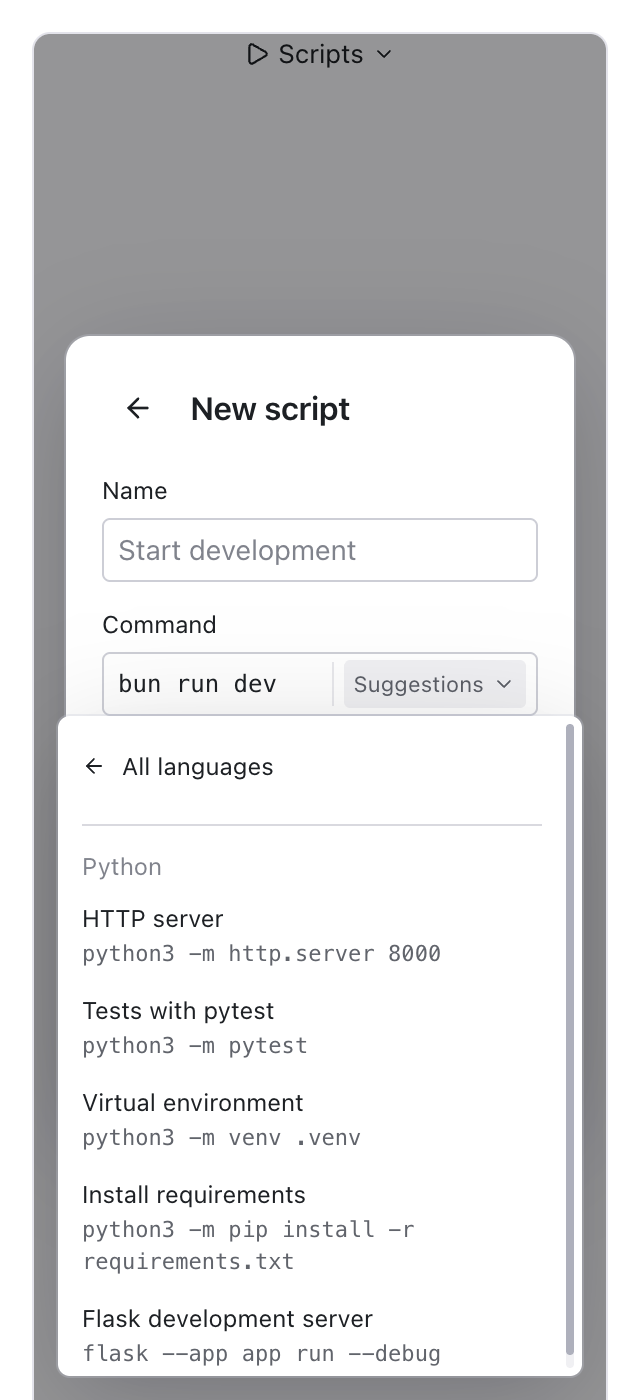 Scripts
New script
Name
Start development
Command
bun run dev
Suggestions
All languages
Python
HTTP server
python3 -m http.server 8000
Tests with pytest
python3 -m pytest
Virtual environment
python3 -m venv .venv
Install requirements
python3 -m pip install -r
requirements.txt
Flask development server
flask --app app run --debug